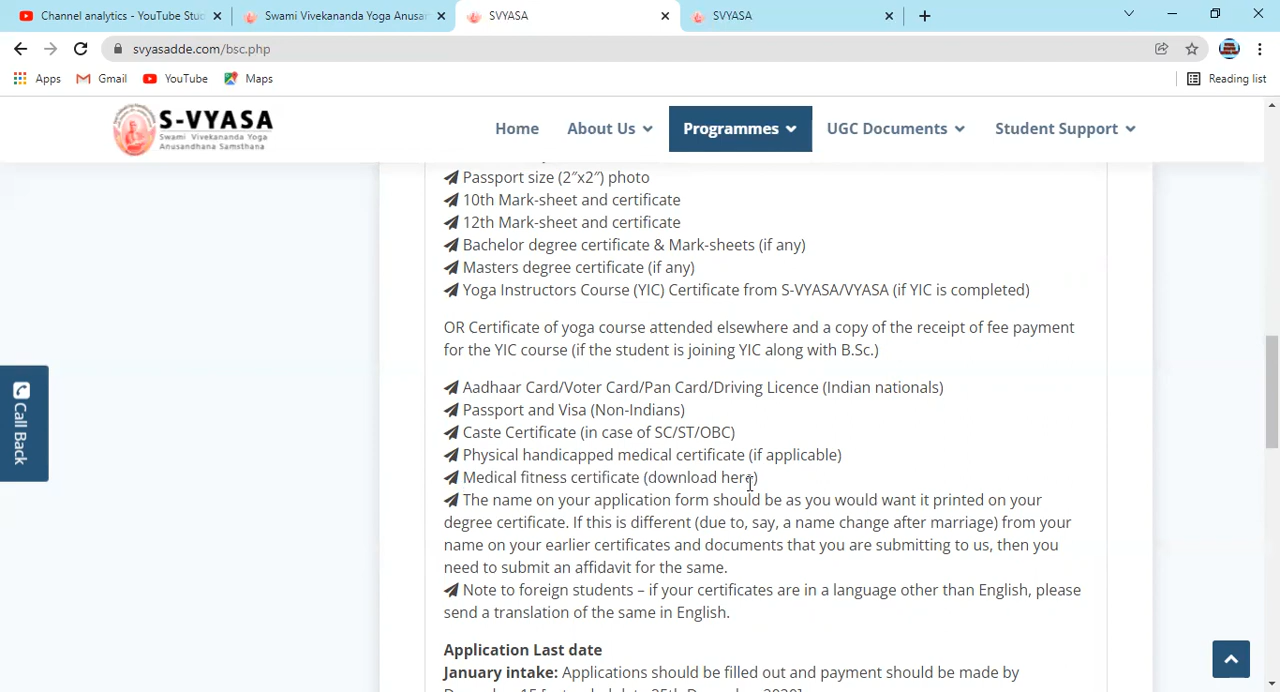 Channel analytics - YouTube Stud
Swami Vivekananda Yoga Anusan
SVYASA
SVYASA
svyasadde.com/bsc.php
Apps
Gmail
YouTube
Maps
Reading list
S-VYASA
Swami Vivekananda Yoga
Anusandhana Samsthana
Home
About Us
Programmes
UGC Documents
Student Support
Passport size (2″x2″) photo
10th Mark-sheet and certificate
12th Mark-sheet and certificate
Bachelor degree certificate & Mark-sheets (if any)
Masters degree certificate (if any)
Yoga Instructors Course (YIC) Certificate from S-VYASA/VYASA (if YIC is completed)
OR Certificate of yoga course attended elsewhere and a copy of the receipt of fee payment
for the YIC course (if the student is joining YIC along with B.Sc.)
Aadhaar Card/Voter Card/Pan Card/Driving Licence (Indian nationals)
Passport and Visa (Non-Indians)
Caste Certificate (in case of SC/ST/OBC)
Physical handicapped medical certificate (if applicable)
Medical fitness certificate (download here)
The name on your application form should be as you would want it printed on your
degree certificate. If this is different (due to, say, a name change after marriage) from your
name on your earlier certificates and documents that you are submitting to us, then you
need to submit an affidavit for the same.
Note to foreign students – if your certificates are in a language other than English, please
send a translation of the same in English.
Application Last date
January intake: Applications should be filled out and payment should be made by
Call Back